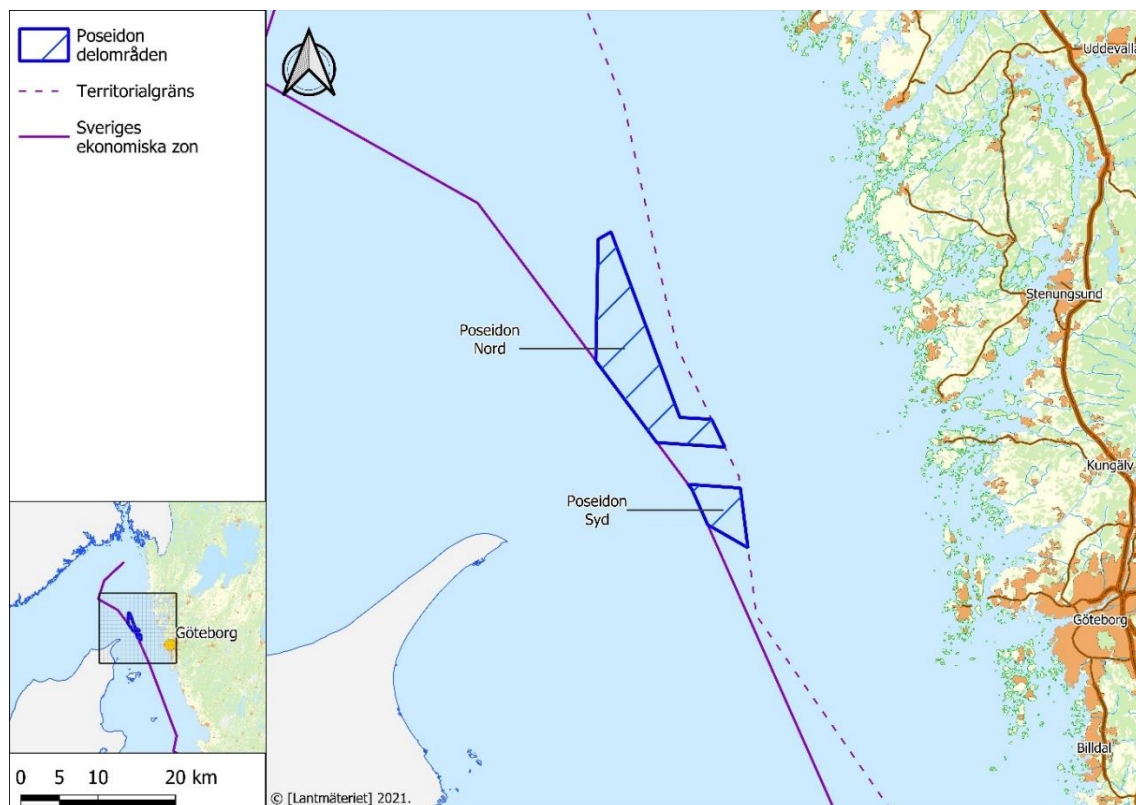 Poseidon
delområden
Territorialgräns
Sveriges
ekonomiska zon
Uddevalla
Stenungsund
Poseidon
Nord
Kungälv
Poseidon
Syd
Göteborg
Göteborg
Billdal
0 5 10 20 km
© [Lantmäteriet] 2021.